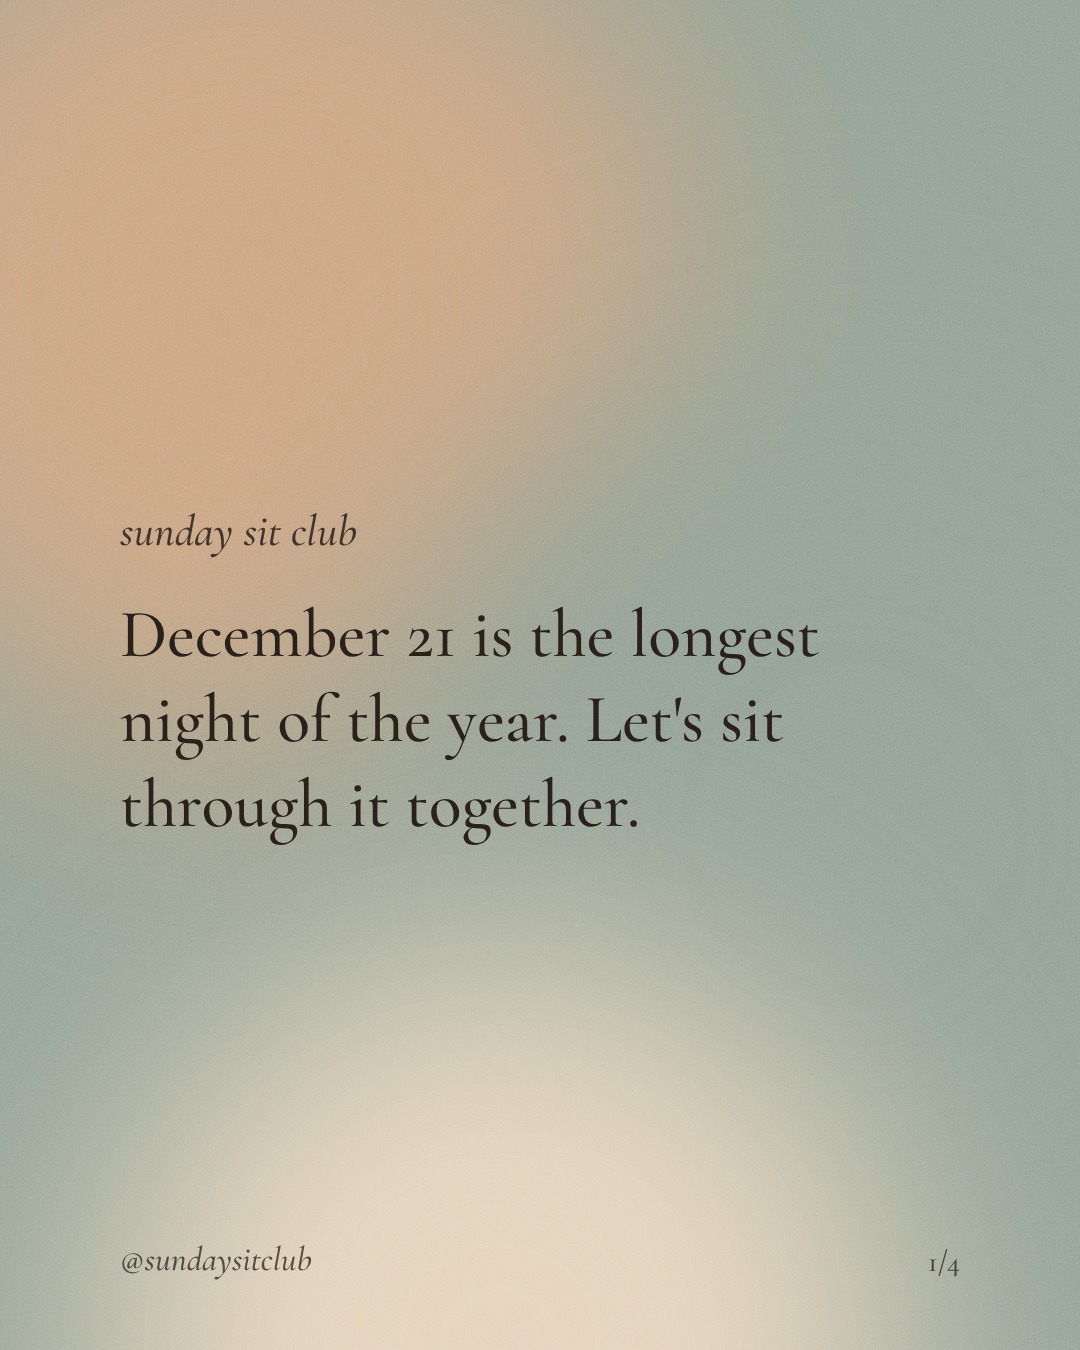 sunday sit club
December 21 is the longest
night of the year. Let's sit
through it together.
@sundaysitclub
1/4